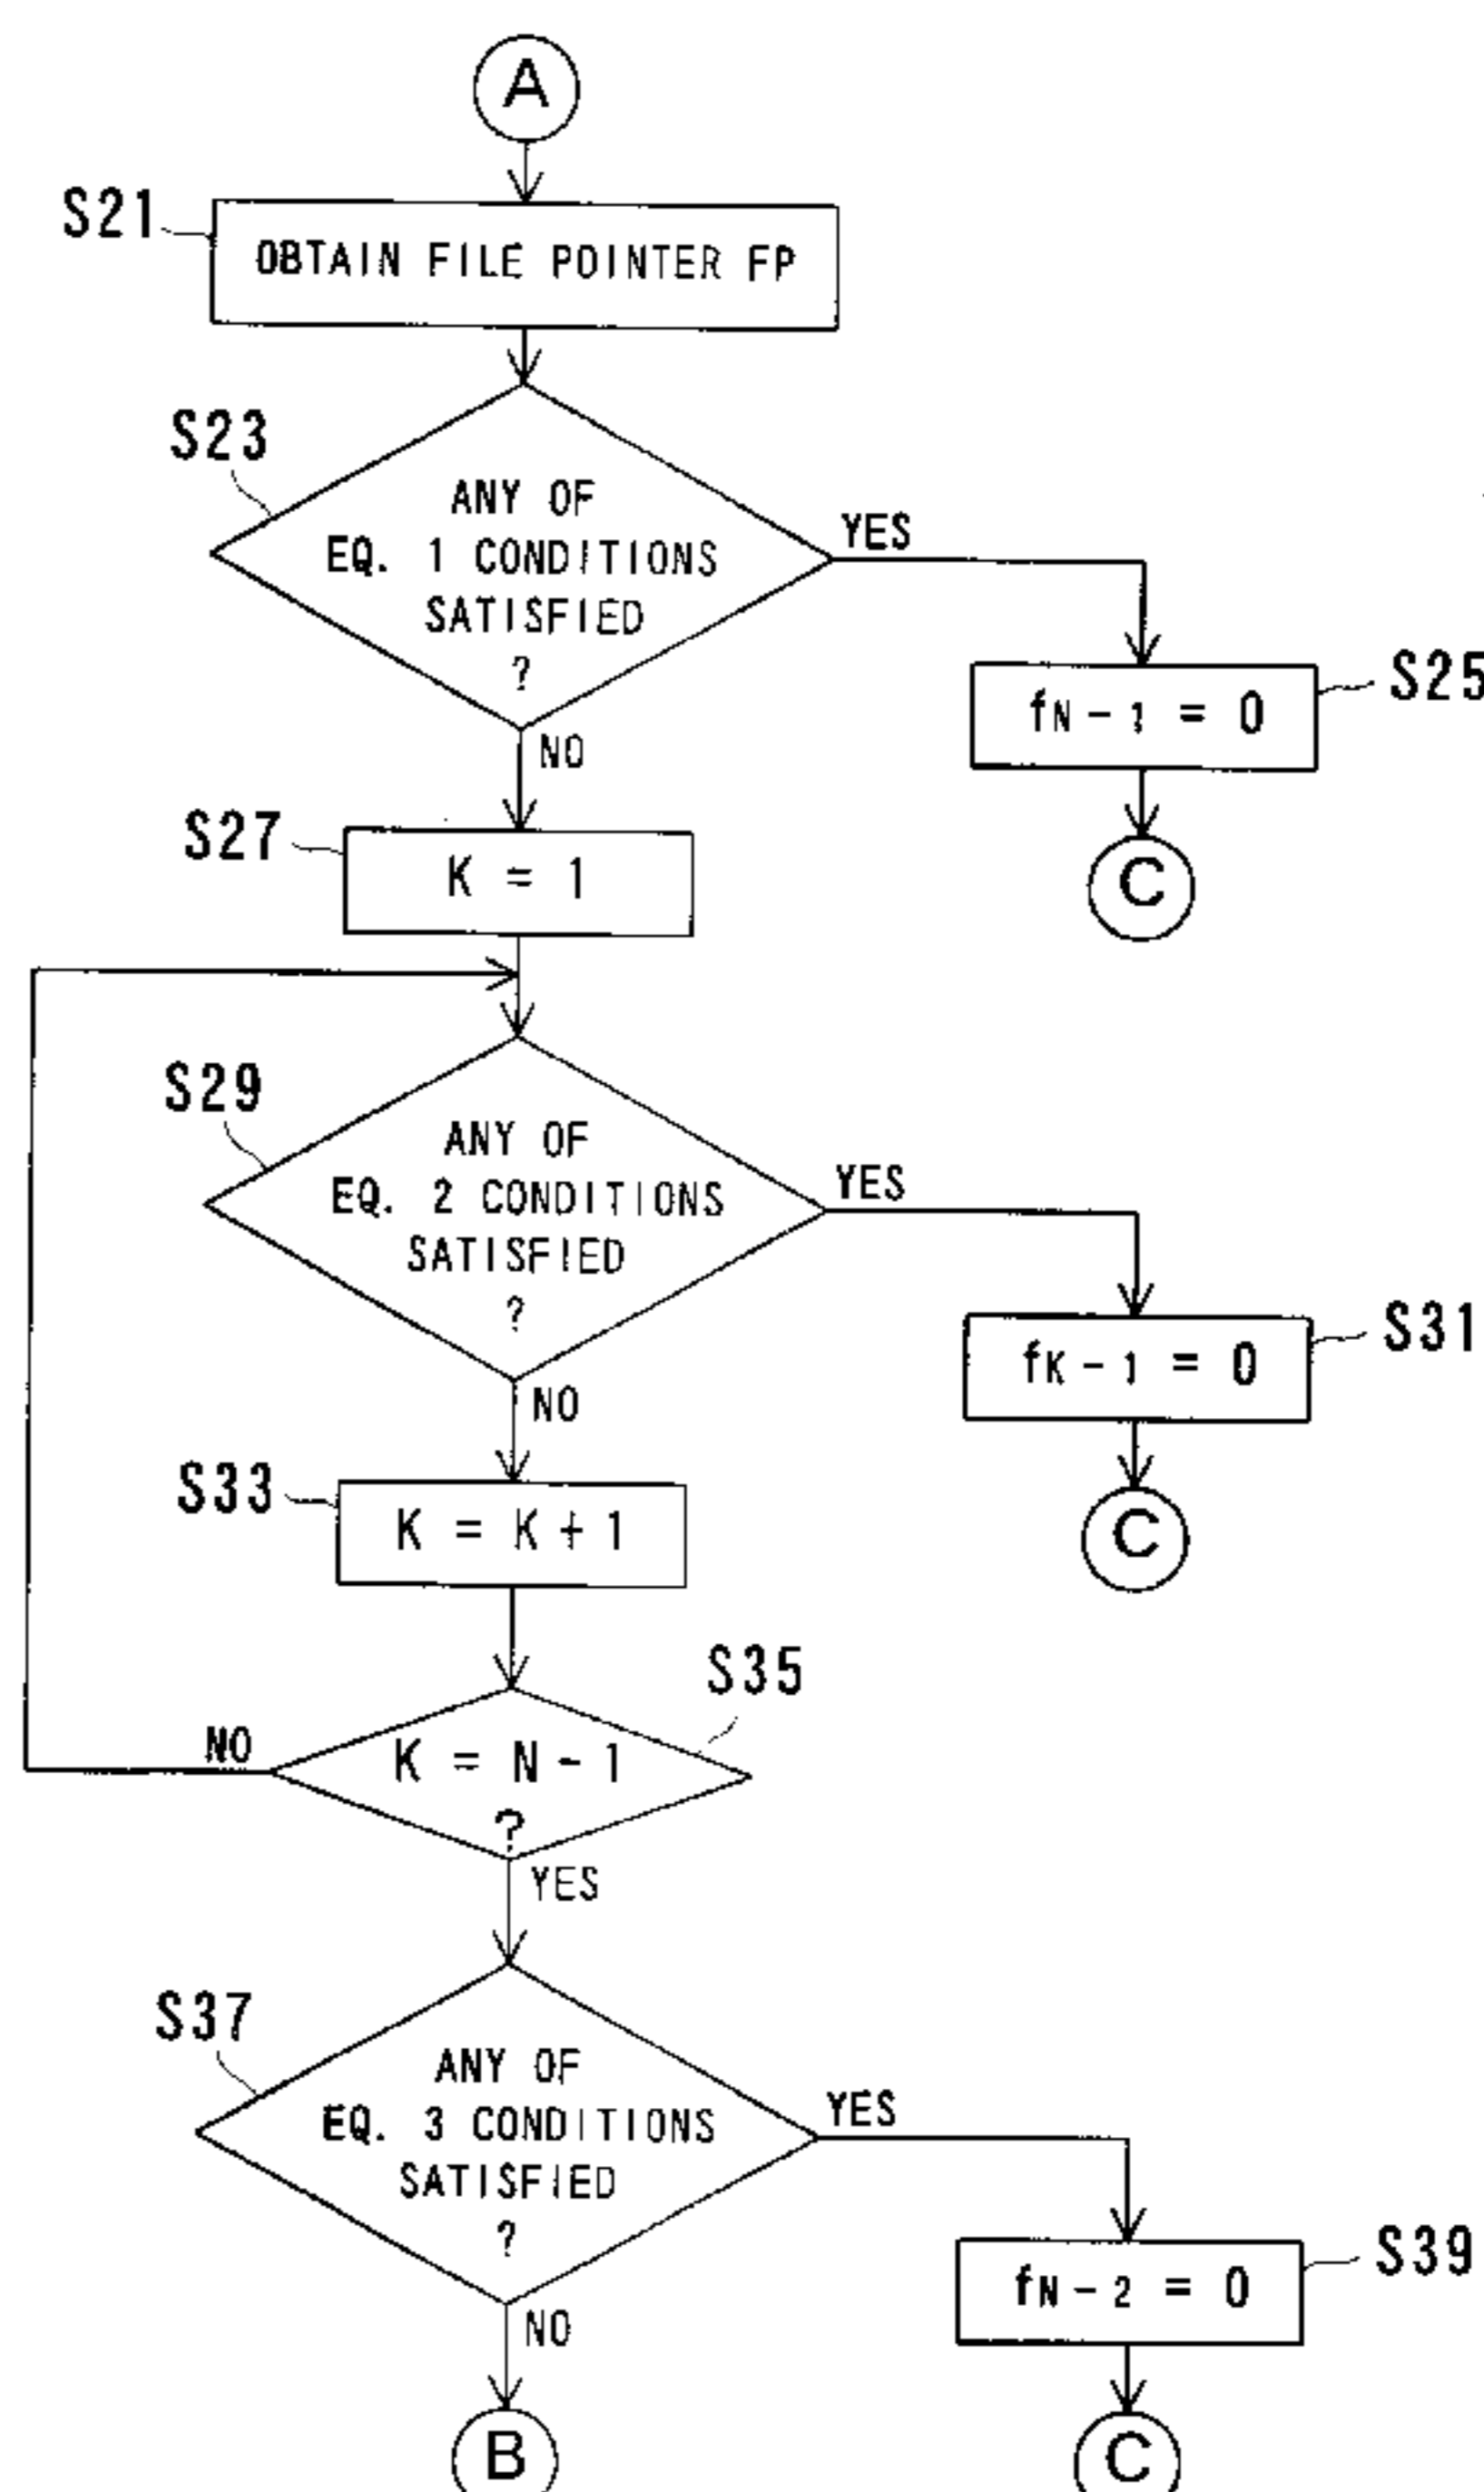 A
S21
OBTAIN FILE POINTER FP
S23
ANY OF
EQ. 1 CONDITIONS
SATISFIED
?
YES
S25
fN-1 = 0
NO
C
S27
K = 1
S29
ANY OF
EQ. 2 CONDITIONS
SATISFIED
?
YES
S31
fK-1 = 0
NO
C
S33
K = K+1
S35
NO
K = N-1
?
YES
S37
ANY OF
EQ. 3 CONDITIONS
SATISFIED
?
YES
S39
fN-2 = 0
NO
B
C